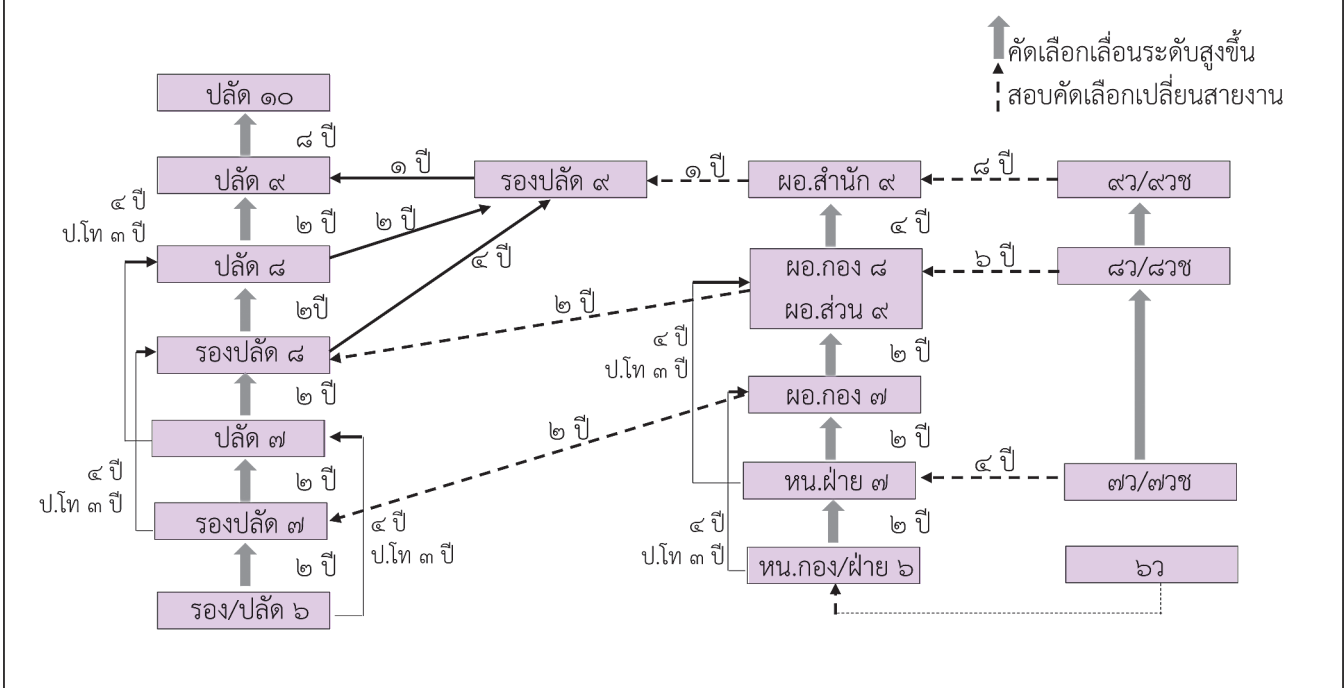 คัดเลือกเลื่อนระดับสูงขึ้น
สอบคัดเลือกเปลี่ยนสายงาน
ปลัด ๑๐
๘ ปี
ปลัด ๙
๑ ปี
รองปลัด ๙
๑ ปี
ผอ.สำนัก ๙
๘ ปี
๙ว/๙วช
๔ ปี
ป.โท ๓ ปี
๒ ปี
๒ ปี
๔ ปี
๔ ปี
๖ ปี
ปลัด ๘
ผอ.กอง ๘
ผอ.ส่วน ๙
๘ว/๘วช
๒ปี
๒ ปี
๔ ปี
ป.โท ๓ ปี
รองปลัด ๘
๒ ปี
๒ ปี
ผอ.กอง ๗
ปลัด ๗
๒ ปี
๒ ปี
๔ ปี
ป.โท ๓ ปี
๒ ปี
หน.ฝ่าย ๗
๔ ปี
๗ว/๗วช
รองปลัด ๗
๔ ปี
ป.โท ๓ ปี
๒ ปี
๔ ปี
ป.โท ๓ ปี
๒ ปี
หน.กอง/ฝ่าย ๖
๖ว
รอง/ปลัด ๖